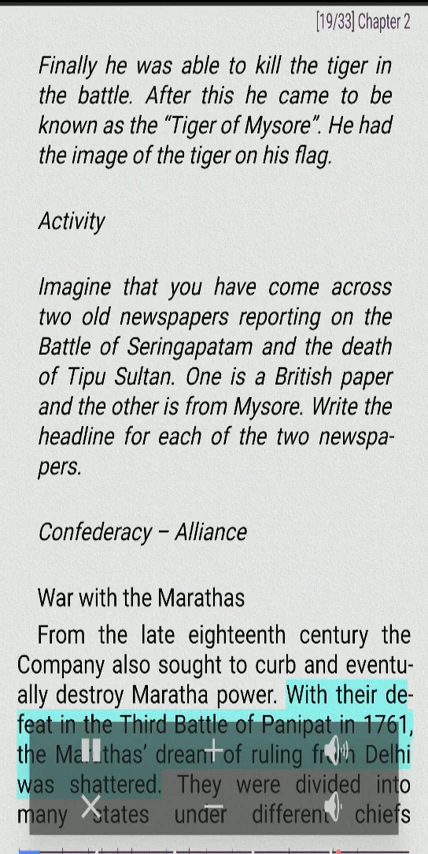 [19/33] Chapter 2
Finally he was able to kill the tiger in
the battle. After this he came to be
known as the “Tiger of Mysore”. He had
the image of the tiger on his flag.
Activity
Imagine that you have come across
two old newspapers reporting on the
Battle of Seringapatam and the death
of Tipu Sultan. One is a British paper
and the other is from Mysore. Write the
headline for each of the two newspa-
pers.
Confederacy – Alliance
War with the Marathas
From the late eighteenth century the
Company also sought to curb and eventu-
ally destroy Maratha power. With their de-
feat in the Third Battle of Panipat in 1761,
the Marathas’ dream of ruling from Delhi
was shattered. They were divided into
many states under different chiefs